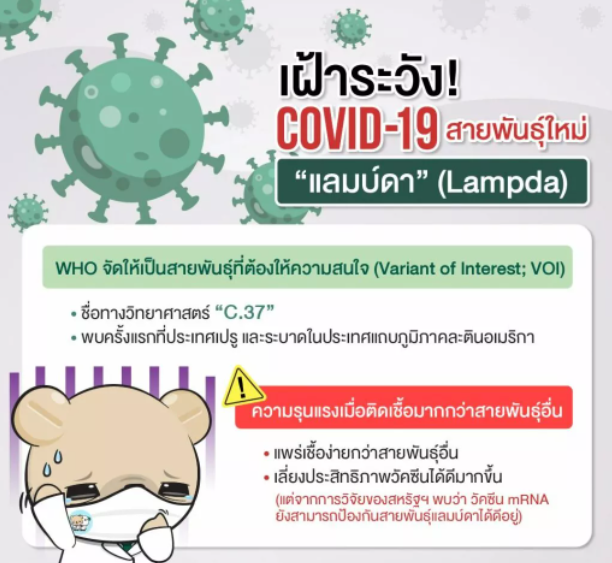 เฝ้าระวัง!
COVID-19 สายพันธุ์ใหม่
“แลมบ์ดา” (Lampda)
WHO จัดให้เป็นสายพันธุ์ที่ต้องให้ความสนใจ (Variant of Interest; VOI)
• ชื่อทางวิทยาศาสตร์ “C.37”
• พบครั้งแรกที่ประเทศเปรู และระบาดในประเทศแถบภูมิภาคละตินอเมริกา
ความรุนแรงเมื่อติดเชื้อมากกว่าสายพันธุ์อื่น
• แพร่เชื้อง่ายกว่าสายพันธุ์อื่น
• เลี่ยงประสิทธิภาพวัคซีนได้ดีมากขึ้น
(แต่จากการวิจัยของสหรัฐฯ พบว่า วัคซีน mRNA
ยังสามารถป้องกันสายพันธุ์แลมบ์ดาได้ดีอยู่)